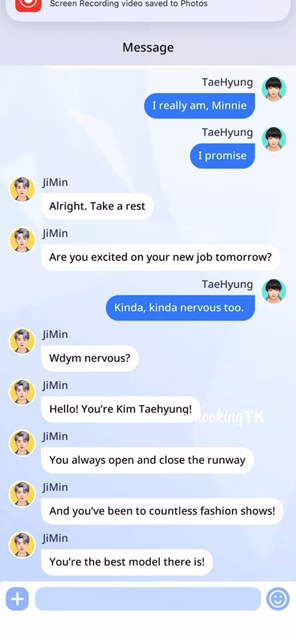 Screen Recording video saved to Photos
Message
TaeHyung
I really am, Minnie
TaeHyung
I promise
JiMin
Alright. Take a rest
JiMin
Are you excited on your new job tomorrow?
TaeHyung
Kinda, kinda nervous too.
JiMin
Wdym nervous?
JiMin
Hello! You're Kim Taehyung!
kookingTK
JiMin
You always open and close the runway
JiMin
And you've been to countless fashion shows!
JiMin
You're the best model there is!